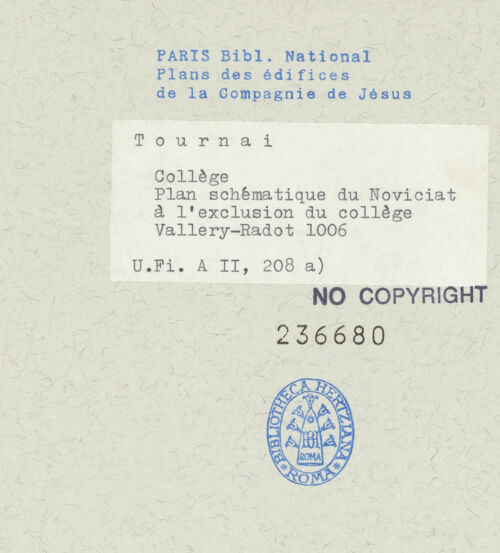 PARIS Bibl. National
Plans des édifices
de la Compagnie de Jésus
Tournai
Collège
Plan schématique du Noviciat
à l'exclusion du collège
Vallery-Radot 1006
U.Fi. A II, 208 a)
NO COPYRIGHT
236680
*BIBLIOTHECA HERTZIANA*
ROMA
BH
ROMA